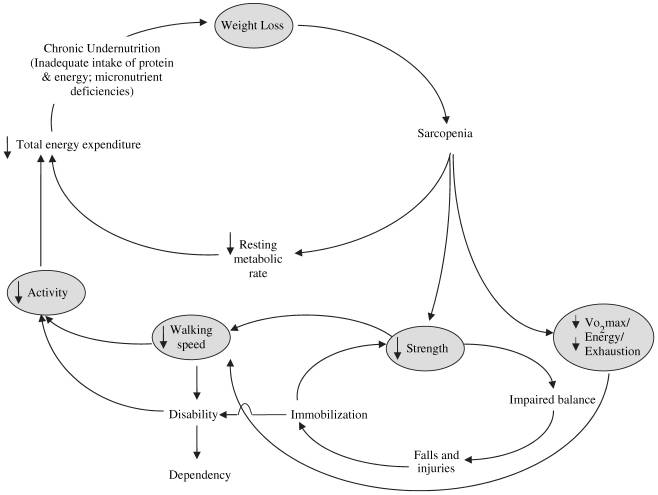 Weight Loss
Chronic Undernutrition
(Inadequate intake of protein
& energy; micronutrient
deficiencies)
Sarcopenia
Total energy expenditure
Resting
metabolic
rate
Activity
Walking
speed
Strength
Vo2max/
Energy/
Exhaustion
Impaired balance
Disability
Immobilization
Falls and
injuries
Dependency